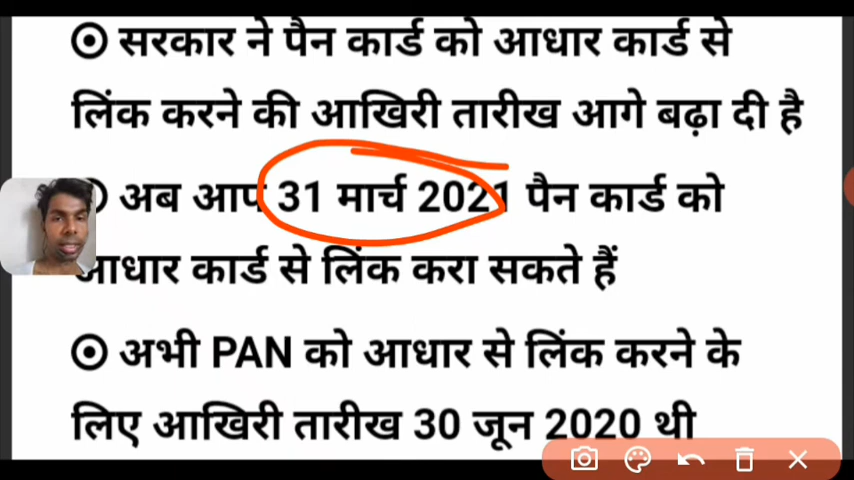 ⦿ सरकार ने पैन कार्ड को आधार कार्ड से
लिंक करने की आखिरी तारीख आगे बढ़ा दी है
⦿ अब आप 31 मार्च 2021 पैन कार्ड को
आधार कार्ड से लिंक करा सकते हैं
⦿ अभी PAN को आधार से लिंक करने के
लिए आखिरी तारीख 30 जून 2020 थी